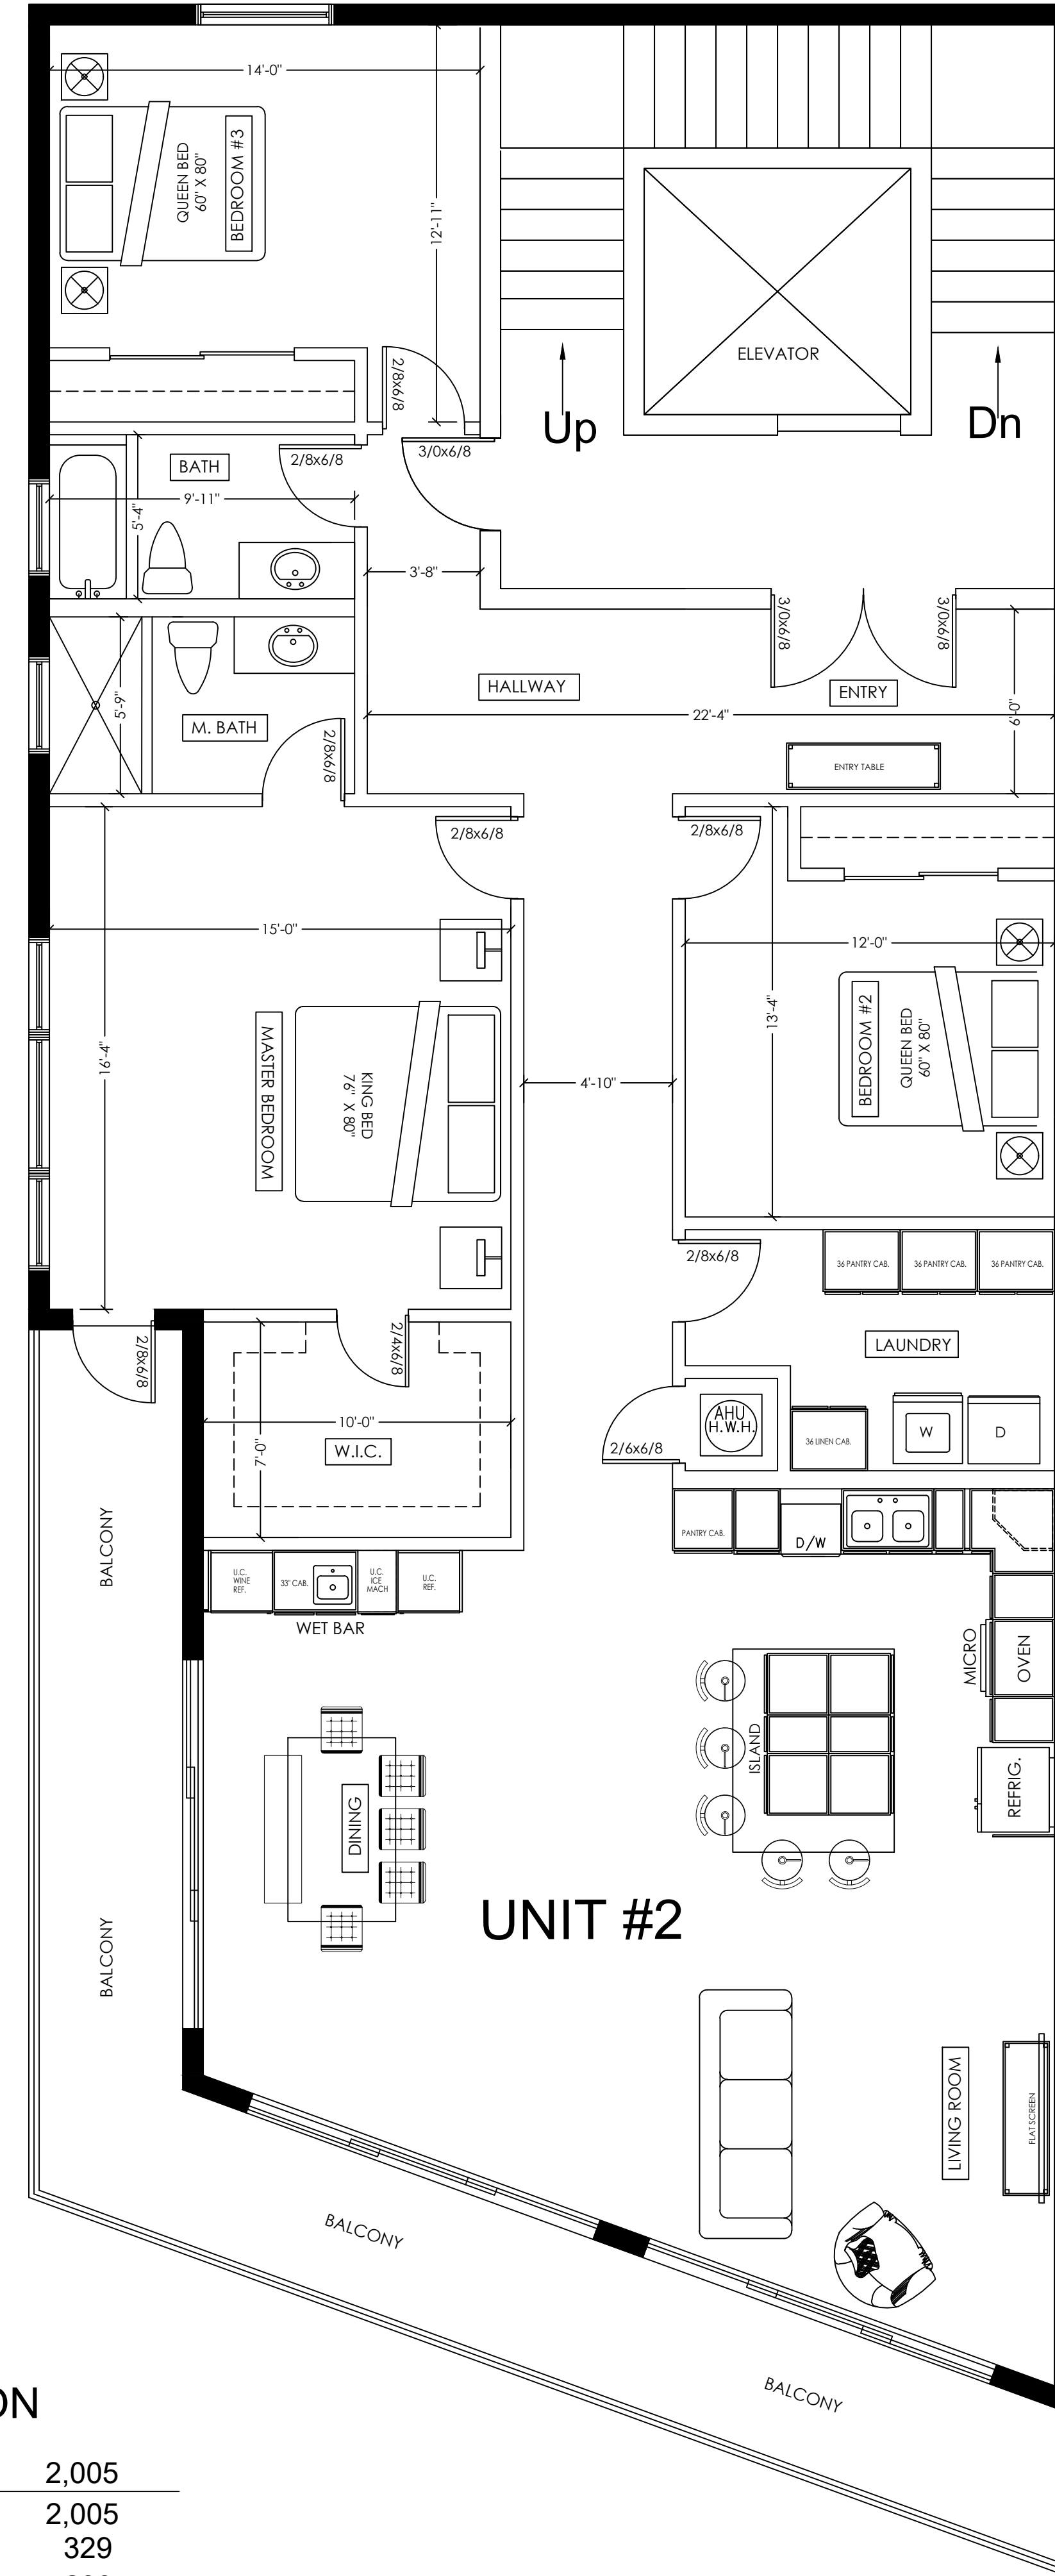 14'-0"
QUEEN BED
60" X 80"
BEDROOM #3
12'-11"
ELEVATOR
Up
Dn
2/8x6/8
BATH
2/8x6/8
3/0x6/8
9'-11"
5'-4"
3'-8"
3/0x6/8
3/0x6/8
HALLWAY
ENTRY
5'-9"
M. BATH
2/8x6/8
22'-4"
6'-0"
ENTRY TABLE
2/8x6/8
2/8x6/8
15'-0"
12'-0"
16'-4"
MASTER BEDROOM
KING BED
76" X 80"
4'-10"
13'-4"
BEDROOM #2
QUEEN BED
60" X 80"
2/8x6/8
36 PANTRY CAB.
36 PANTRY CAB.
36 PANTRY CAB.
LAUNDRY
2/8x6/8
2/4x6/8
10'-0"
W.I.C.
7'-0"
AHU
H.W.H.
2/6x6/8
36 LINEN CAB.
W
D
BALCONY
PANTRY CAB.
D/W
U.C.
WINE
REF.
33" CAB.
U.C.
ICE
MACH
U.C.
REF.
WET BAR
MICRO
OVEN
ISLAND
REFRIG.
DINING
UNIT #2
BALCONY
LIVING ROOM
FLAT SCREEN
BALCONY
BALCONY
ON
2,005
2,005
329